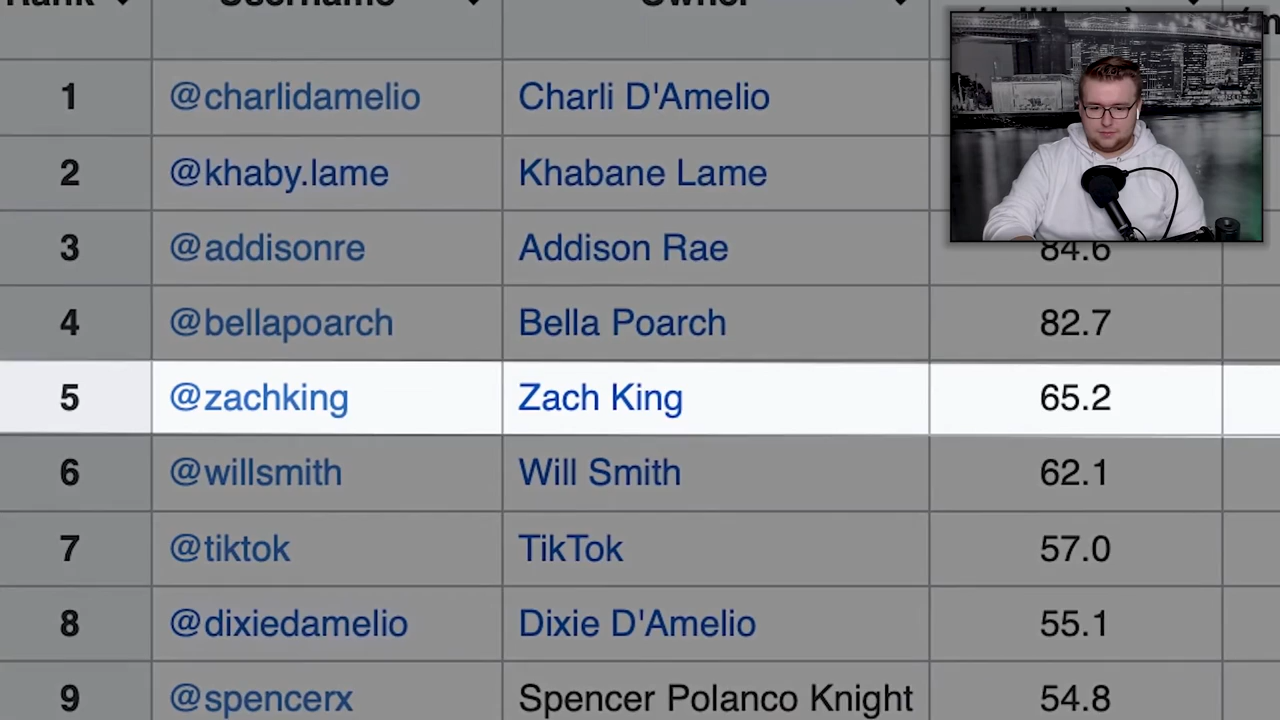 Rank Username Owner
1 @charlidamelio Charli D'Amelio
2 @khaby.lame Khabane Lame
3 @addisonre Addison Rae 84.6
4 @bellapoarch Bella Poarch 82.7
5 @zachking Zach King 65.2
6 @willsmith Will Smith 62.1
7 @tiktok TikTok 57.0
8 @dixiedamelio Dixie D'Amelio 55.1
9 @spencerx Spencer Polanco Knight 54.8